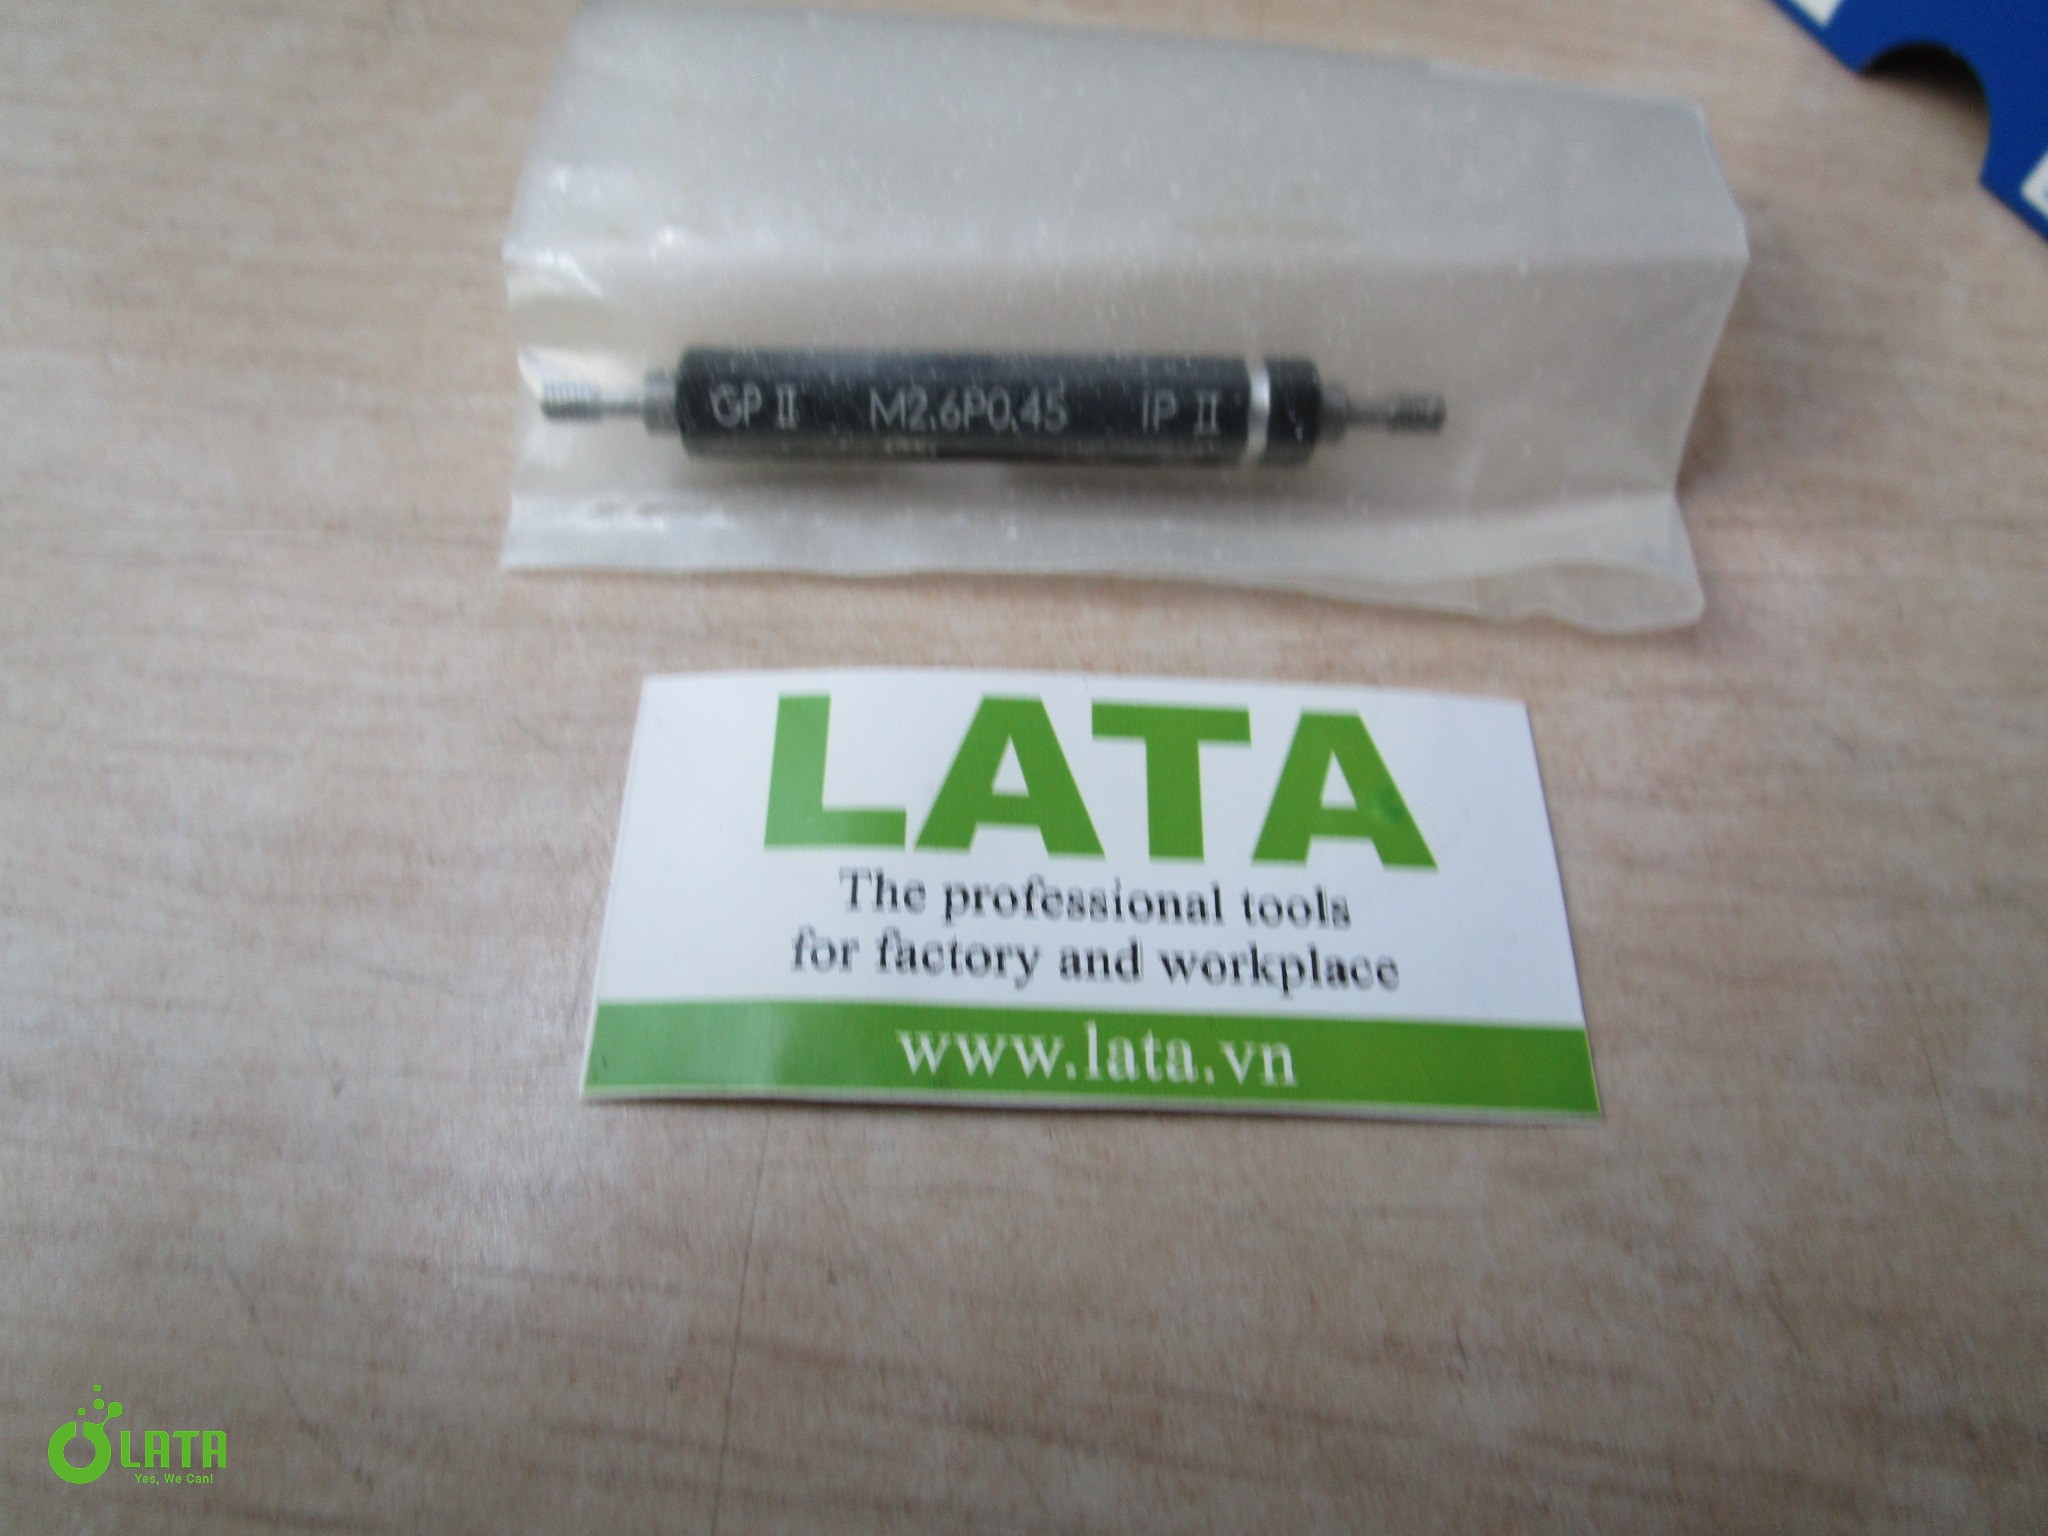 GP II M2.6P0.45 IP II
LATA
The professional tools
for factory and workplace
www.lata.vn
LATA
Yes, We Can!